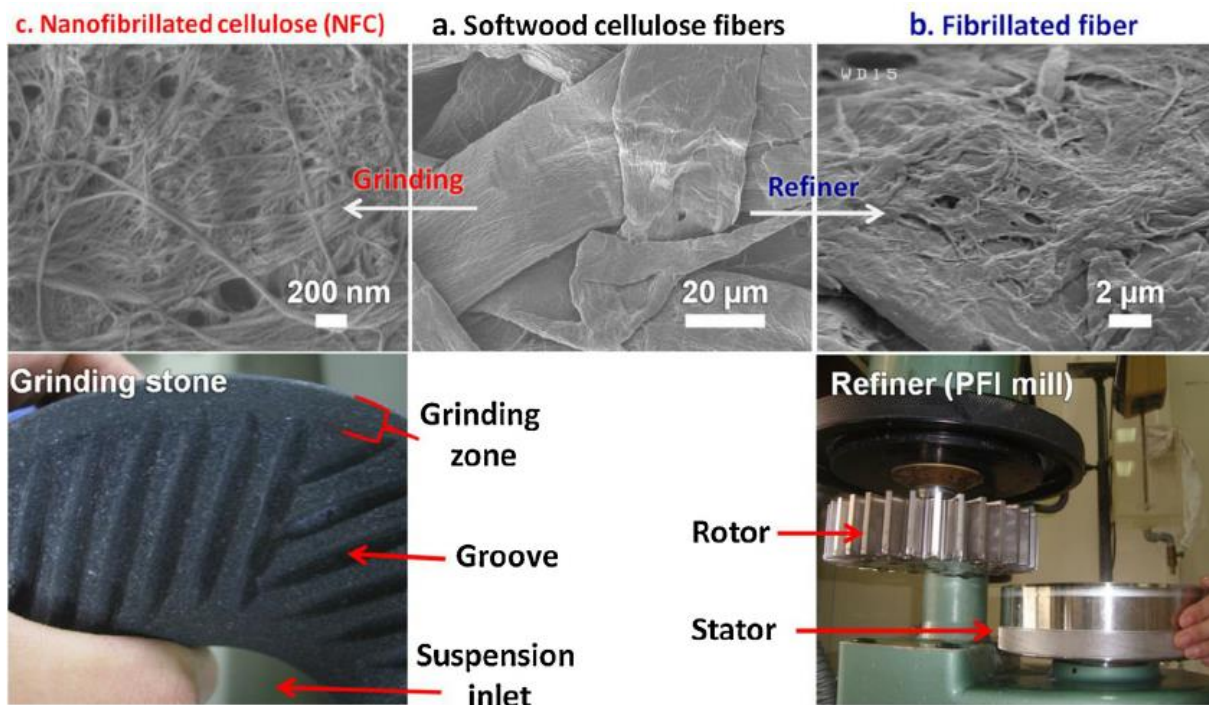 c. Nanofibrillated cellulose (NFC)
a. Softwood cellulose fibers
b. Fibrillated fiber
WD15
Grinding
Refiner
200 nm
20 µm
2 µm
Grinding stone
Grinding
zone
Groove
Suspension
inlet
Refiner (PFI mill)
Rotor
Stator